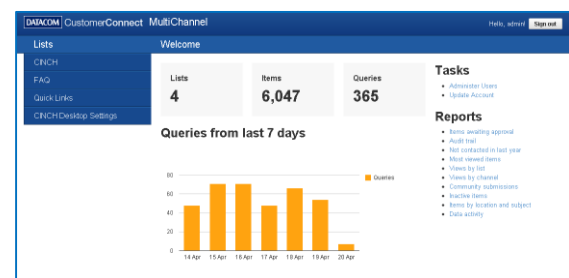 DATACOM CustomerConnect MultiChannel
Hello, admin! Sign out
Lists
Welcome
CINCH
FAQ
Quick Links
CINCH Desktop Settings
Lists
4
Items
6,047
Queries
365
Queries from last 7 days
80
60
40
20
0
14 Apr 15 Apr 16 Apr 17 Apr 18 Apr 19 Apr 20 Apr
Queries
Tasks
Administer Users
Update Account
Reports
Items awaiting approval
Audit trail
Not contacted in last year
Most viewed items
Views by list
Views by channel
Community submissions
Inactive items
Items by location and subject
Data activity